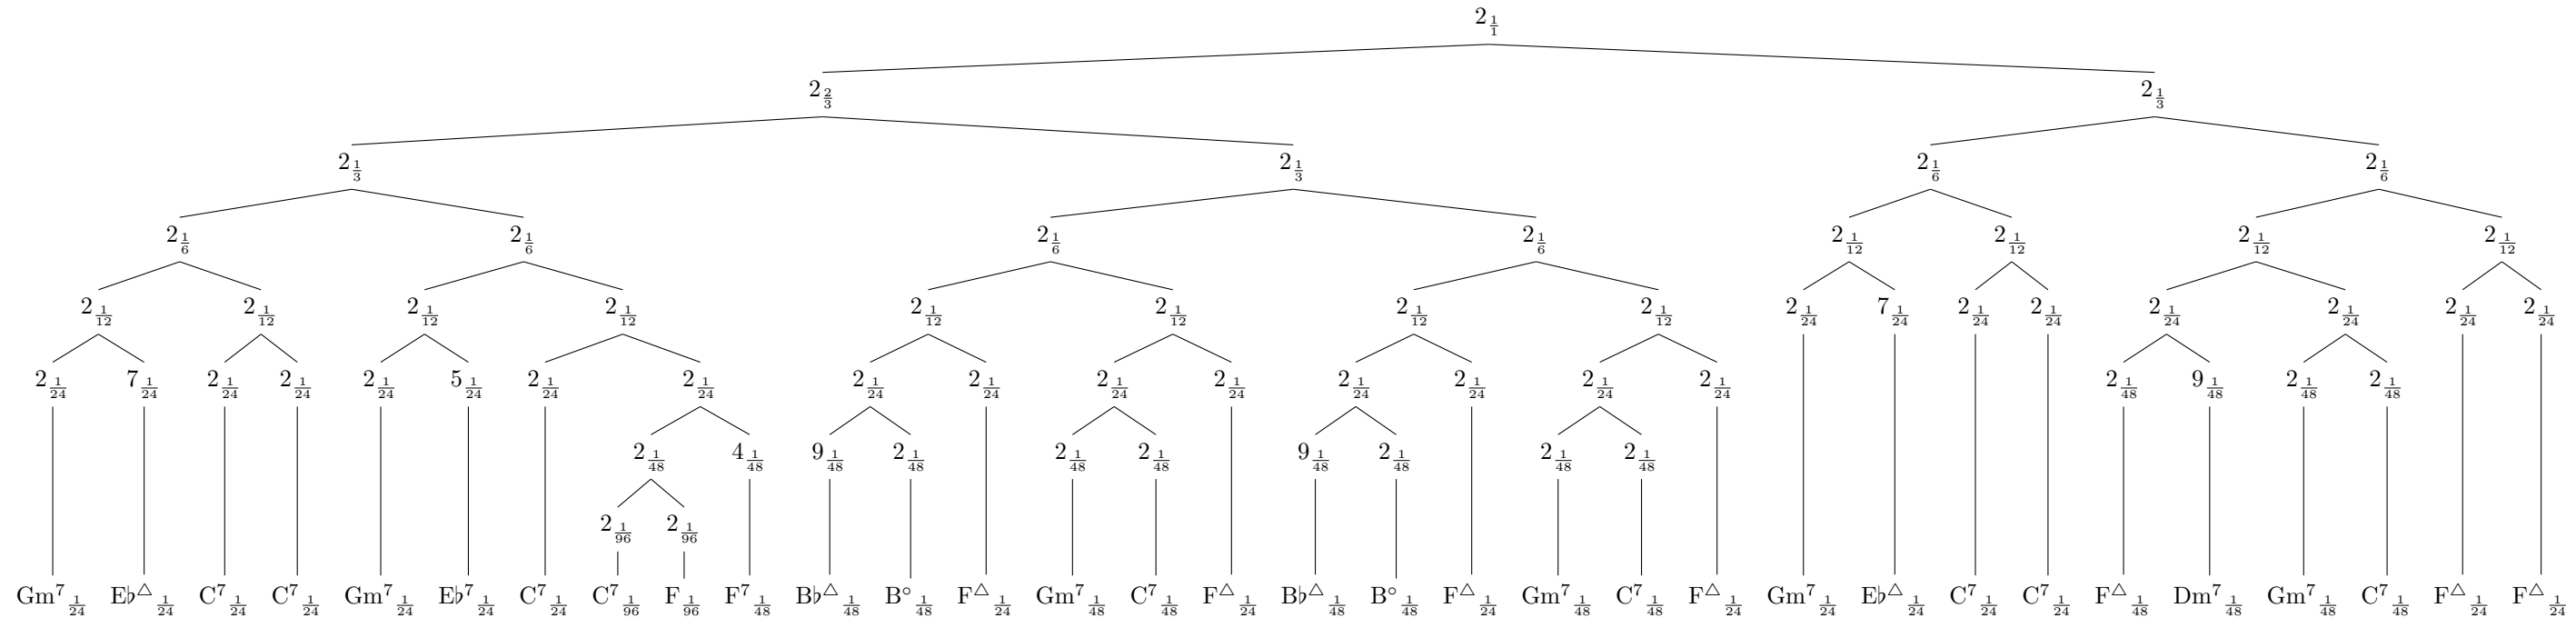 2 1/1
2 2/3 2 1/3
2 1/3 2 1/3 2 1/6 2 1/6
2 1/6 2 1/6 2 1/6 2 1/6 2 1/12 2 1/12 2 1/12 2 1/12
2 1/12 2 1/12 2 1/12 2 1/12 2 1/12 2 1/12 2 1/12 2 1/12 2 1/24 7 1/24 2 1/24 2 1/24 2 1/24 2 1/24 2 1/24 2 1/24
2 1/24 7 1/24 2 1/24 2 1/24 2 1/24 5 1/24 2 1/24 2 1/24 2 1/24 2 1/24 2 1/24 2 1/24 2 1/24 2 1/24 2 1/24 2 1/24 2 1/48 9 1/48 2 1/48 2 1/48
2 1/48 4 1/48 9 1/48 2 1/48 2 1/48 2 1/48 9 1/48 2 1/48 2 1/48 2 1/48
2 1/96 2 1/96
Gm⁷ 1/24 E♭△ 1/24 C⁷ 1/24 C⁷ 1/24 Gm⁷ 1/24 E♭⁷ 1/24 C⁷ 1/24 C⁷ 1/96 F 1/96 F⁷ 1/48 B♭△ 1/48 B° 1/48 F△ 1/24 Gm⁷ 1/48 C⁷ 1/48 F△ 1/24 B♭△ 1/48 B° 1/48 F△ 1/24 Gm⁷ 1/48 C⁷ 1/48 F△ 1/24 Gm⁷ 1/24 E♭△ 1/24 C⁷ 1/24 C⁷ 1/24 F△ 1/48 Dm⁷ 1/48 Gm⁷ 1/48 C⁷ 1/48 F△ 1/24 F△ 1/24